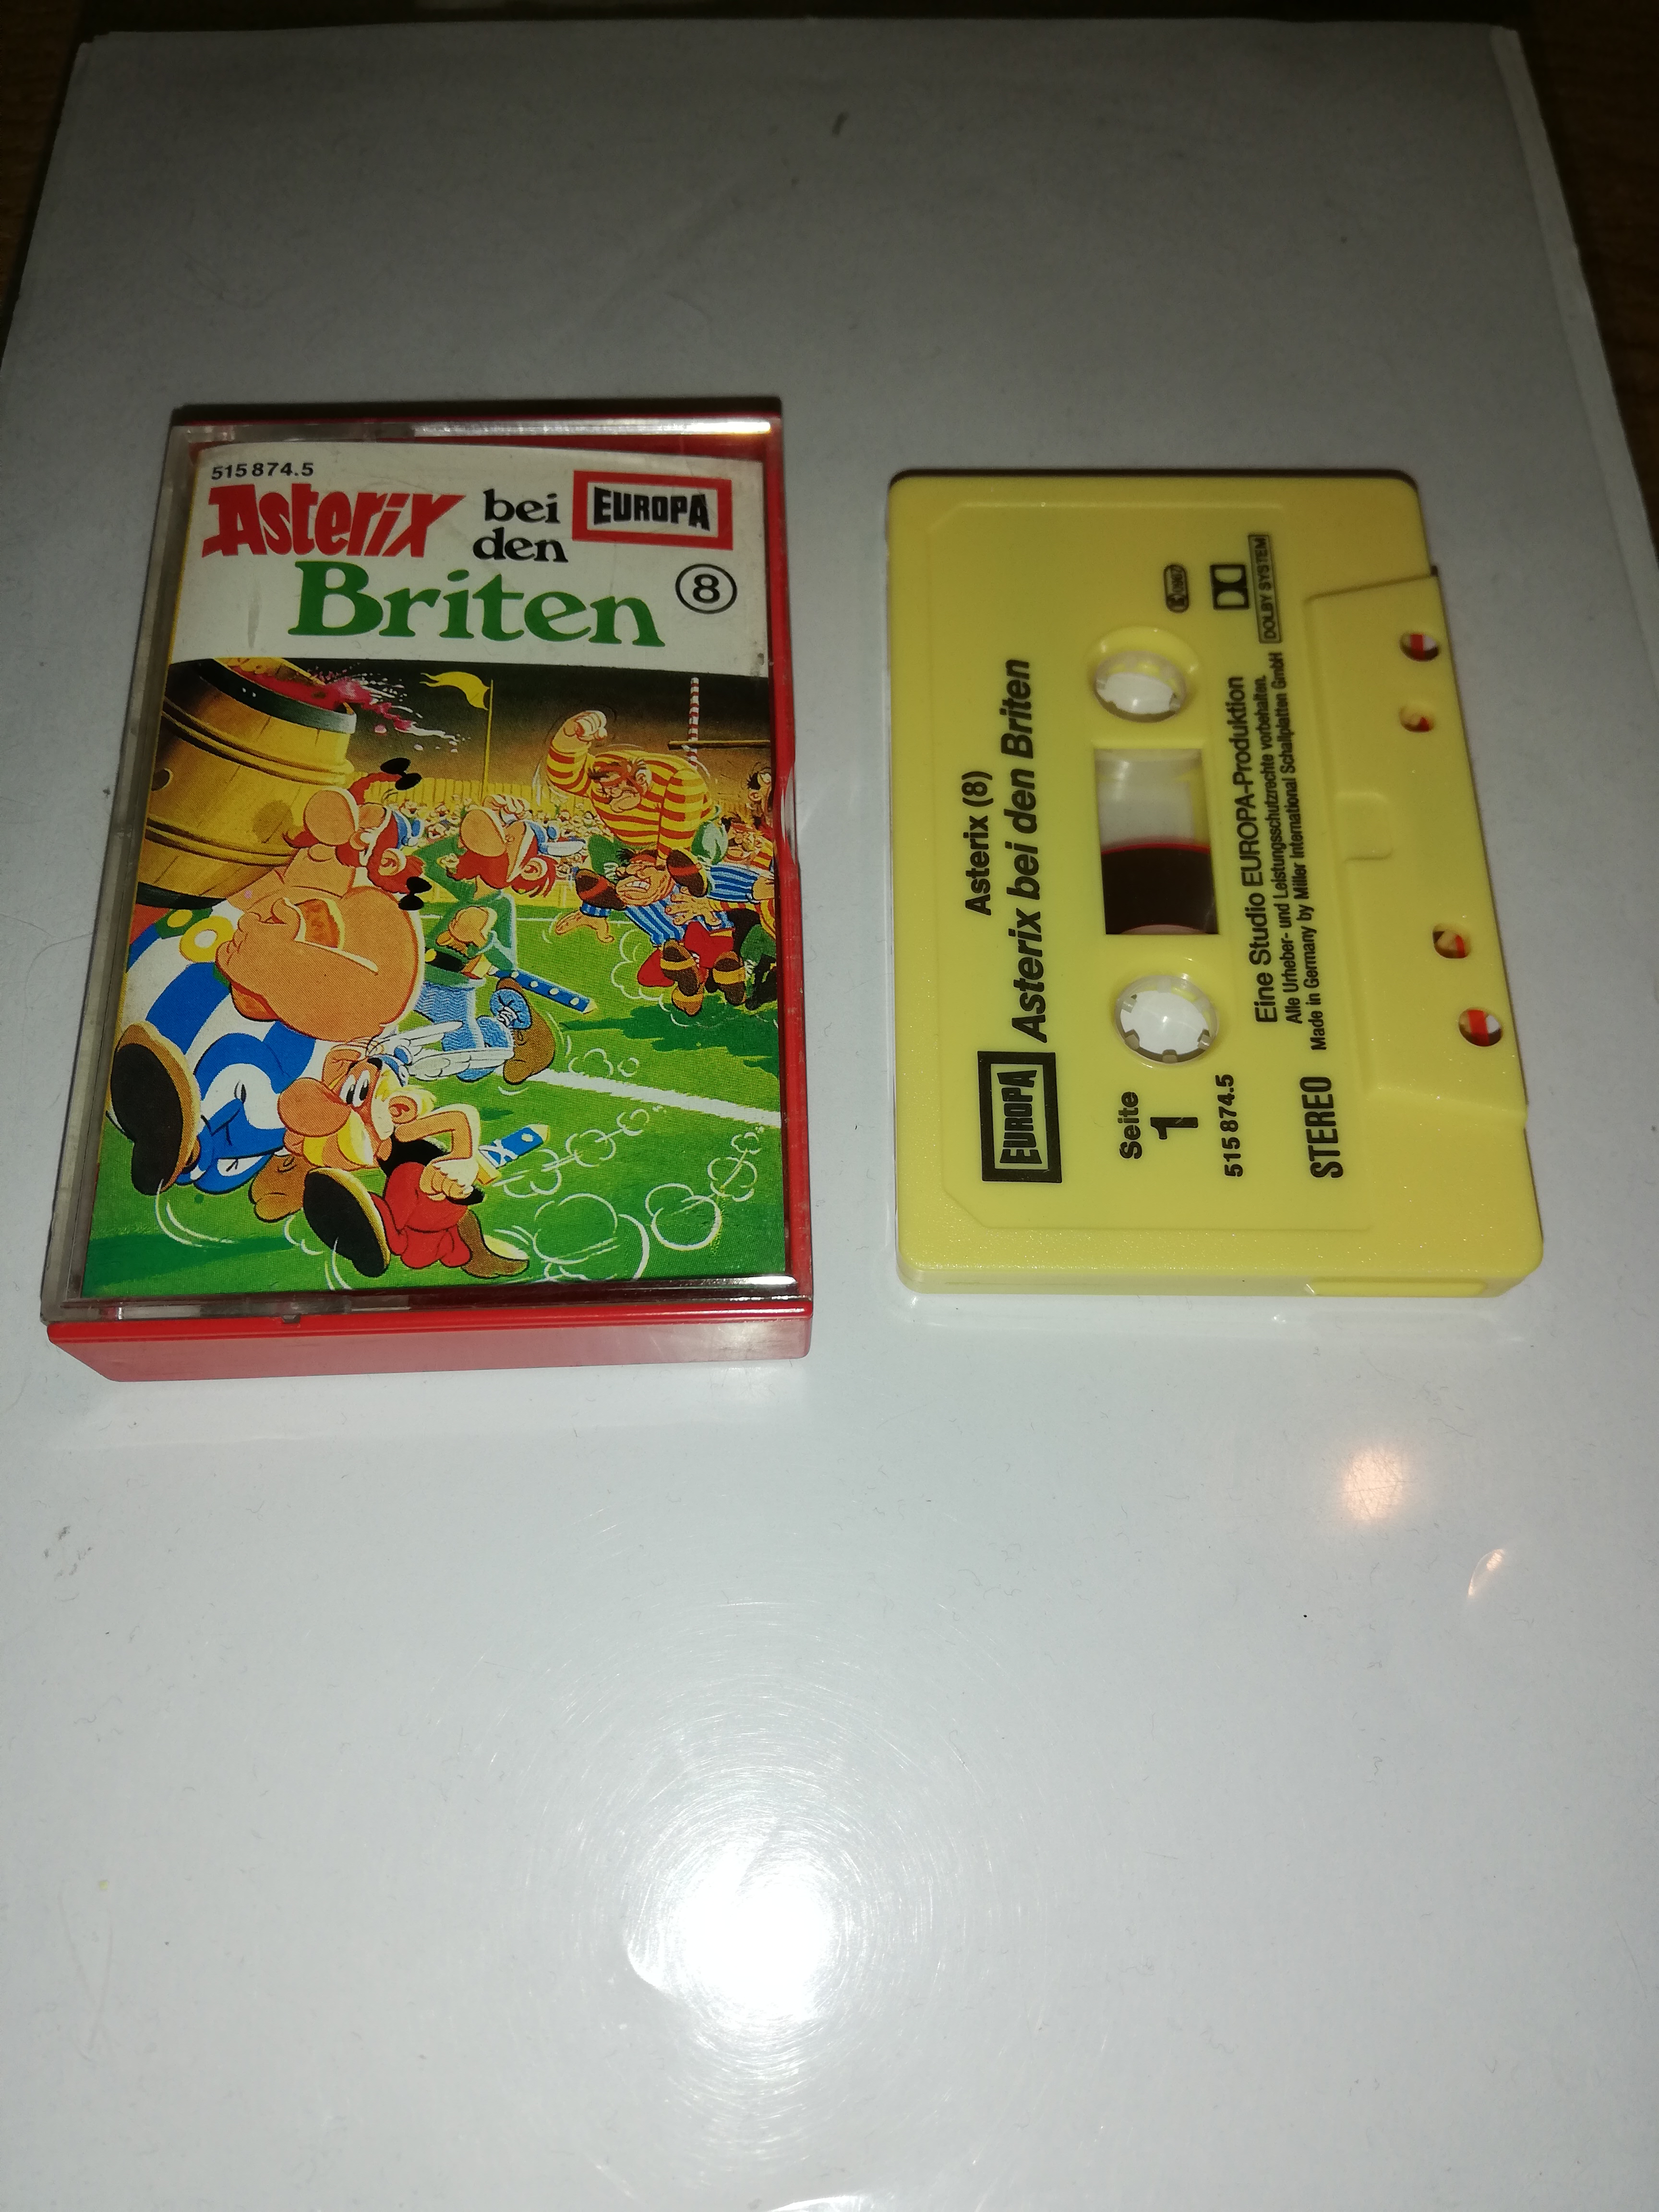 515 874.5
Asterix bei den
EUROPA
Briten
8
Asterix (8)
EUROPA Asterix bei den Briten
Seite
1
515 874.5
STEREO
Eine Studio EUROPA-Produktion
Alle Urheber- und Leistungsschutzrechte vorbehalten.
Made in Germany by Miller International Schallplatten GmbH
DOLBY SYSTEM